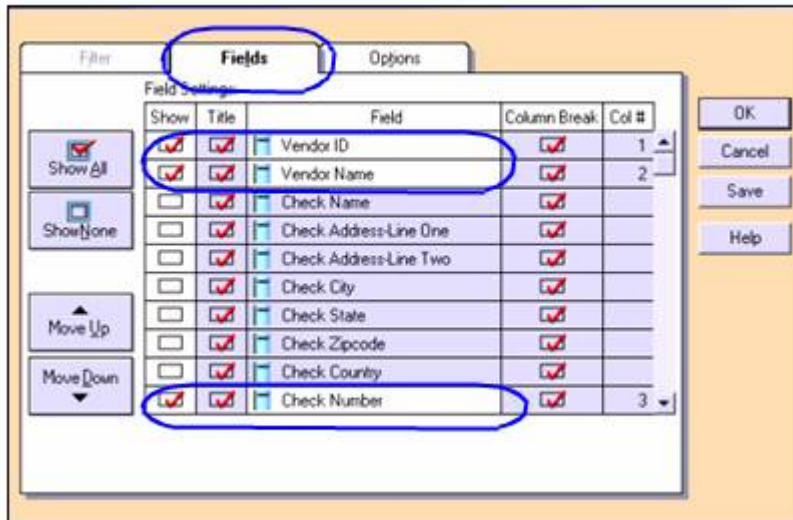 Filter Fields Options
Field Settings
Show Title Field Column Break Col #
Vendor ID 1
Vendor Name 2
Check Name
Check Address-Line One
Check Address-Line Two
Check City
Check State
Check Zipcode
Check Country
Check Number 3
Show All
Show None
Move Up
Move Down
OK
Cancel
Save
Help